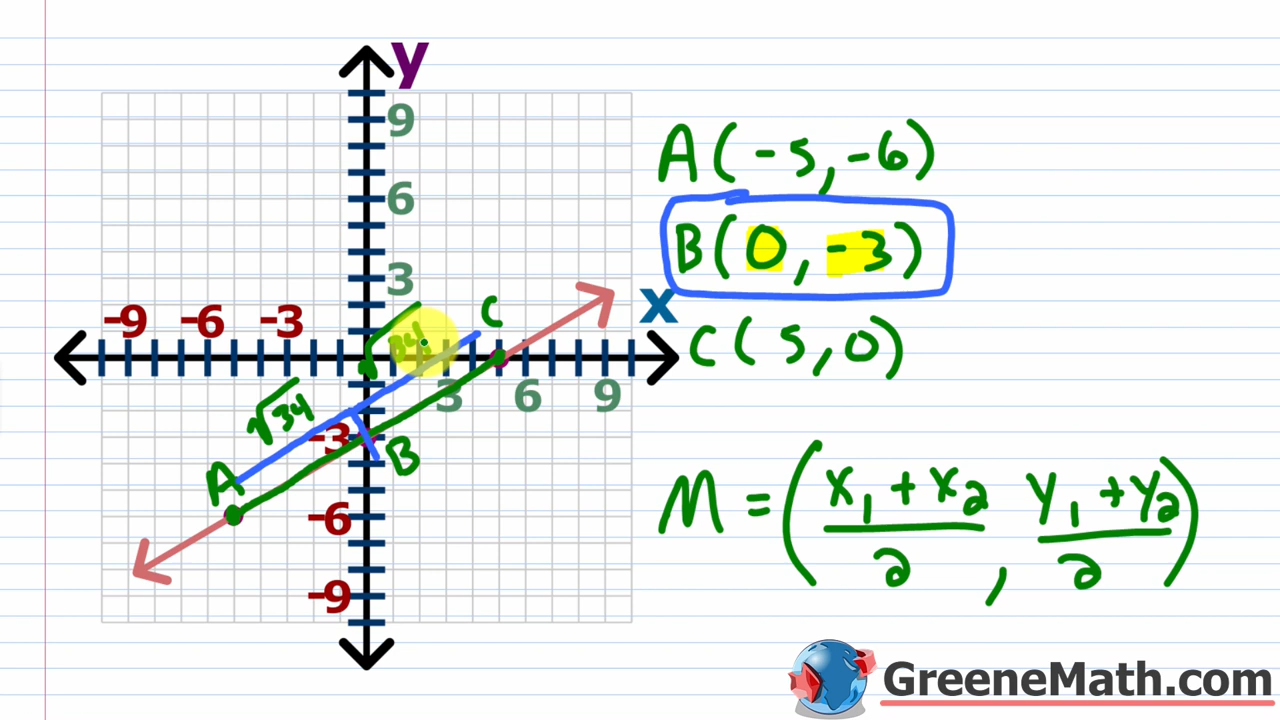 y
9
6
3
-9 -6 -3
x
3 6 9
-3
-6
-9
A
B
C
√34
√34
A(-5,-6)
B(0,-3)
C(5,0)
M = (x₁+x₂/2, y₁+y₂/2)
GreeneMath.com